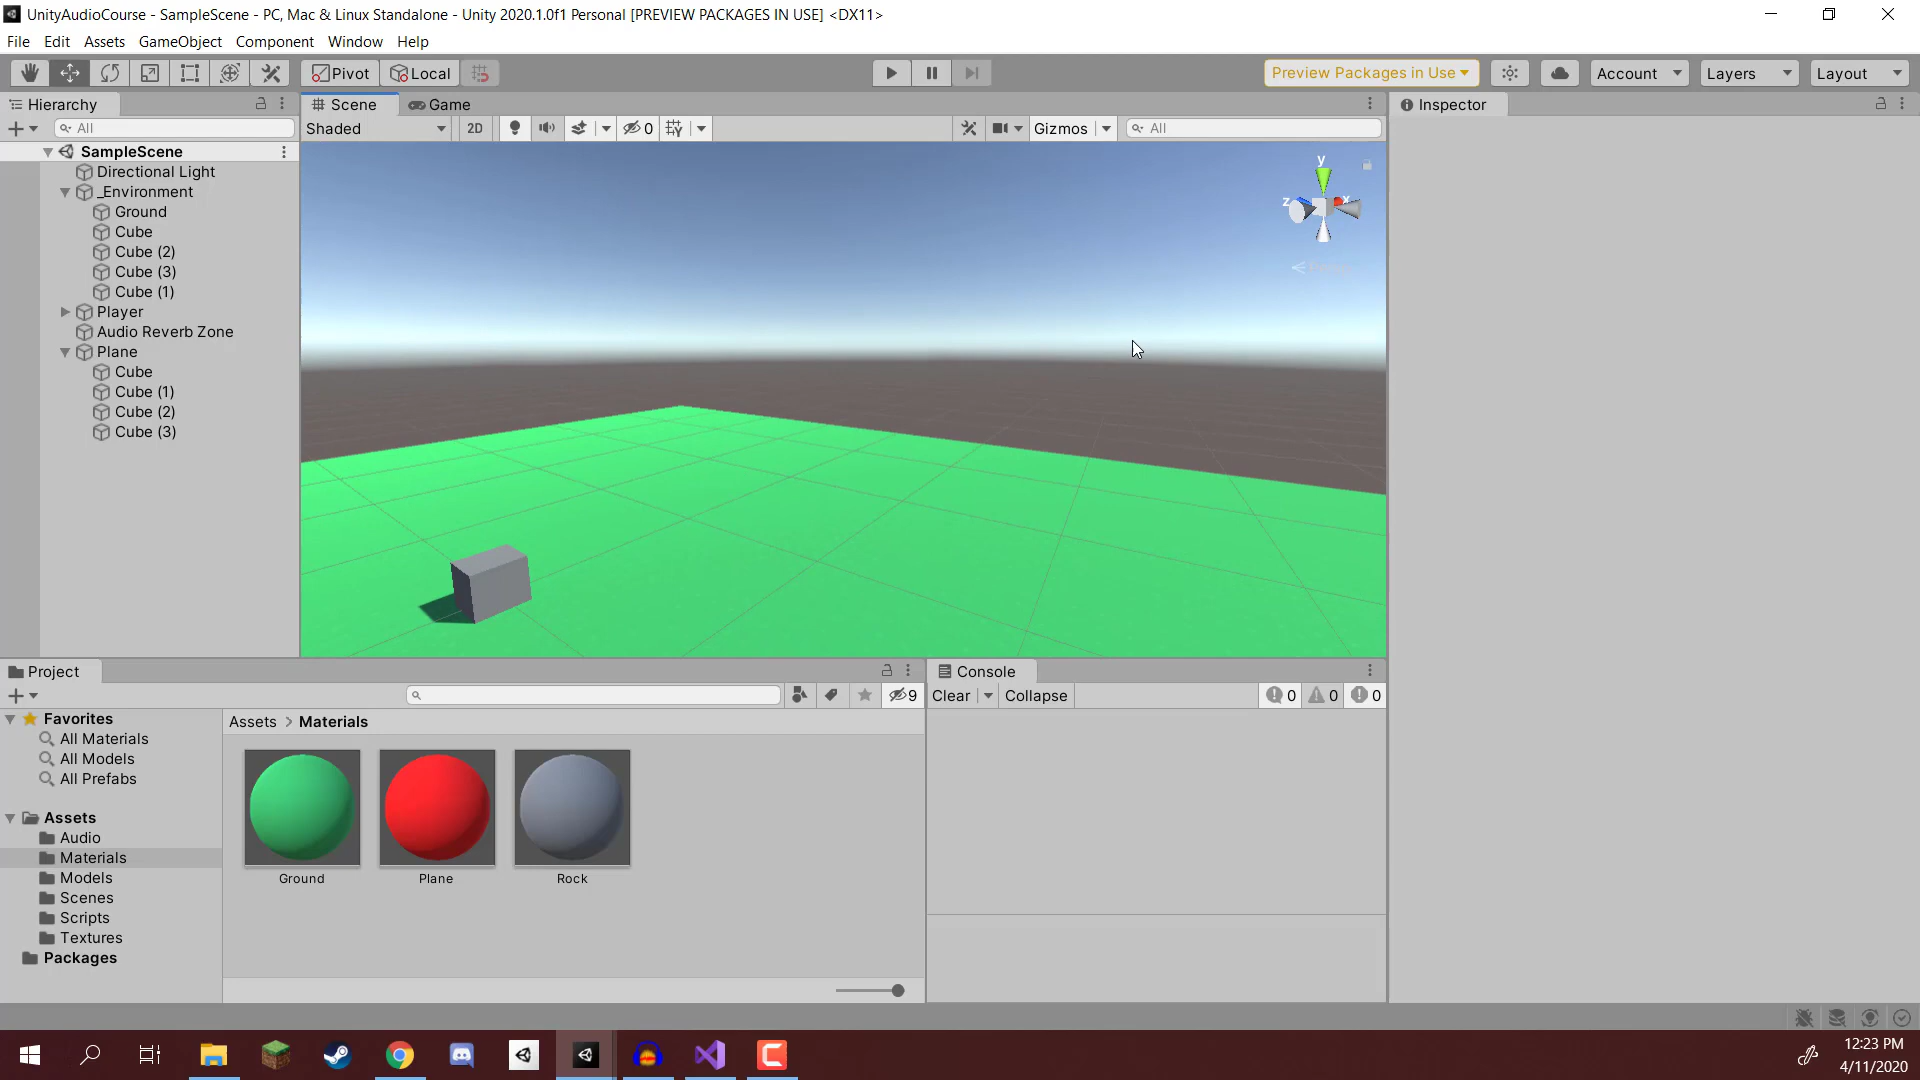 UnityAudioCourse - SampleScene - PC, Mac & Linux Standalone - Unity 2020.1.0f1 Personal [PREVIEW PACKAGES IN USE] <DX11>
File Edit Assets GameObject Component Window Help
Pivot Local Preview Packages in Use Account Layers Layout
Hierarchy Scene Game Inspector
All Shaded 2D 0 Gizmos All
SampleScene
Directional Light
_Environment
Ground
Cube
Cube (2)
Cube (3)
Cube (1)
Player
Audio Reverb Zone
Plane
Cube
Cube (1)
Cube (2)
Cube (3)
y
z x
Project Console
9 Clear Collapse 0 0 0
Favorites
All Materials
All Models
All Prefabs
Assets
Audio
Materials
Models
Scenes
Scripts
Textures
Packages
Assets > Materials
Ground Plane Rock
12:23 PM
4/11/2020